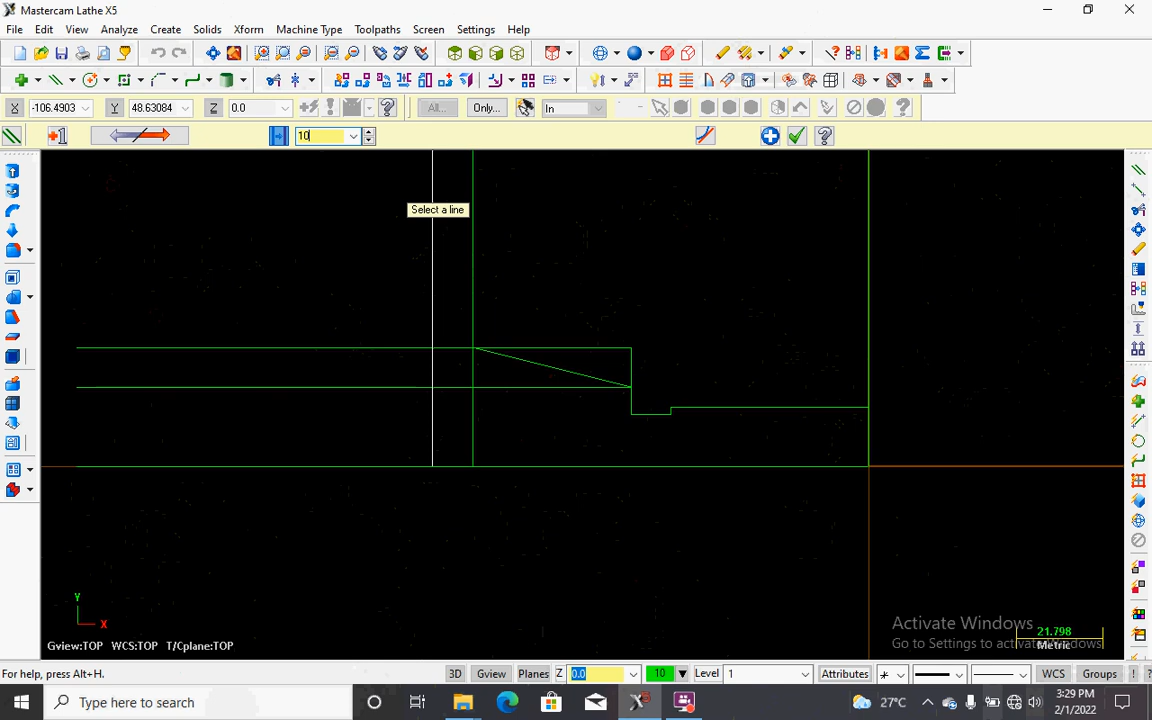 Mastercam Lathe X5
File Edit View Analyze Create Solids Xform Machine Type Toolpaths Screen Settings Help
X -106.4903 Y 48.63084 Z 0.0 All... Only... In
10
Select a line
Y
X
Gview:TOP WCS:TOP T/Cplane:TOP
21.798
Metric
Activate Windows
Go to Settings to activate Windows.
For help, press Alt+H.
3D Gview Planes Z 0.0 10 Level 1 Attributes WCS Groups ! ?
Type here to search
27°C
3:29 PM
2/1/2022